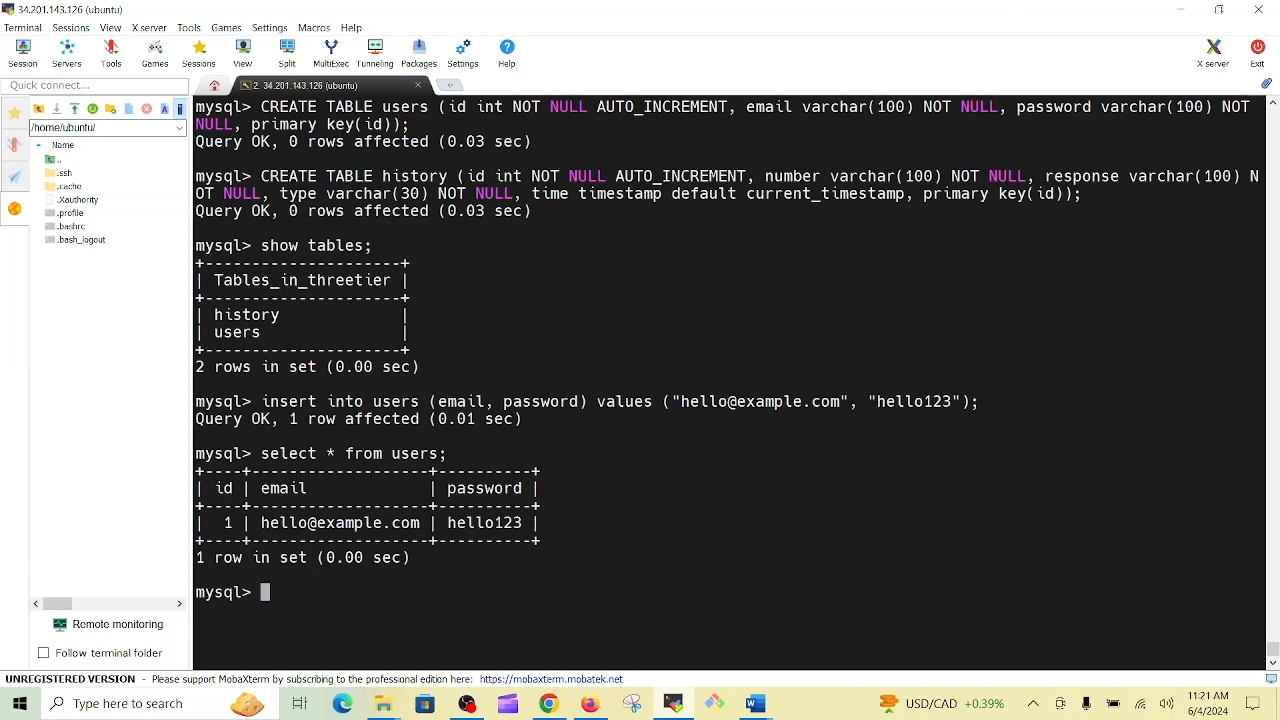 34.201.143.126 (ubuntu)
Terminal Sessions View X server Tools Games Settings Macros Help
Session Servers Tools Games Sessions View Split MultiExec Tunneling Packages Settings Help X server Exit
Quick connect...
2. 34.201.143.126 (ubuntu)
/home/ubuntu/
Name
..
.ssh
.cache
.Xauthority
.profile
.bashrc
.bash_logout
Remote monitoring
Follow terminal folder
mysql> CREATE TABLE users (id int NOT NULL AUTO_INCREMENT, email varchar(100) NOT NULL, password varchar(100) NOT
NULL, primary key(id));
Query OK, 0 rows affected (0.03 sec)
mysql> CREATE TABLE history (id int NOT NULL AUTO_INCREMENT, number varchar(100) NOT NULL, response varchar(100) N
OT NULL, type varchar(30) NOT NULL, time timestamp default current_timestamp, primary key(id));
Query OK, 0 rows affected (0.03 sec)
mysql> show tables;
+---------------------+
| Tables_in_threetier |
+---------------------+
| history             |
| users               |
+---------------------+
2 rows in set (0.00 sec)
mysql> insert into users (email, password) values ("hello@example.com", "hello123");
Query OK, 1 row affected (0.01 sec)
mysql> select * from users;
+----+-------------------+----------+
| id | email             | password |
+----+-------------------+----------+
|  1 | hello@example.com | hello123 |
+----+-------------------+----------+
1 row in set (0.00 sec)
mysql>
UNREGISTERED VERSION - Please support MobaXterm by subscribing to the professional edition here: https://mobaxterm.mobatek.net
Type here to search
USD/CAD +0.39%
11:21 AM
6/4/2024